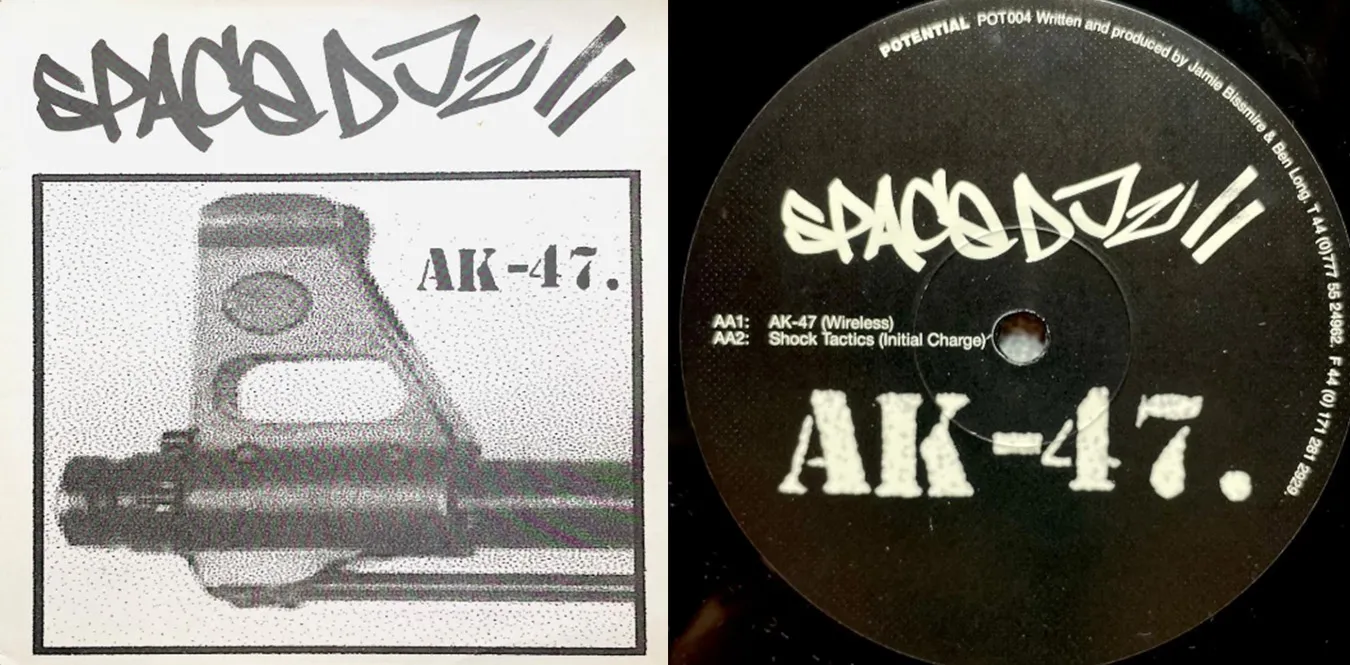 SPACE DJZ //
AK-47.
POTENTIAL POT004 Written and produced by Jamie Bissmire & Ben Long. T 44 (0)777 55 24962. F 44 (0) 171 281 2929.
SPACE DJZ //
AA1: AK-47 (Wireless)
AA2: Shock Tactics (Initial Charge)
AK-47.